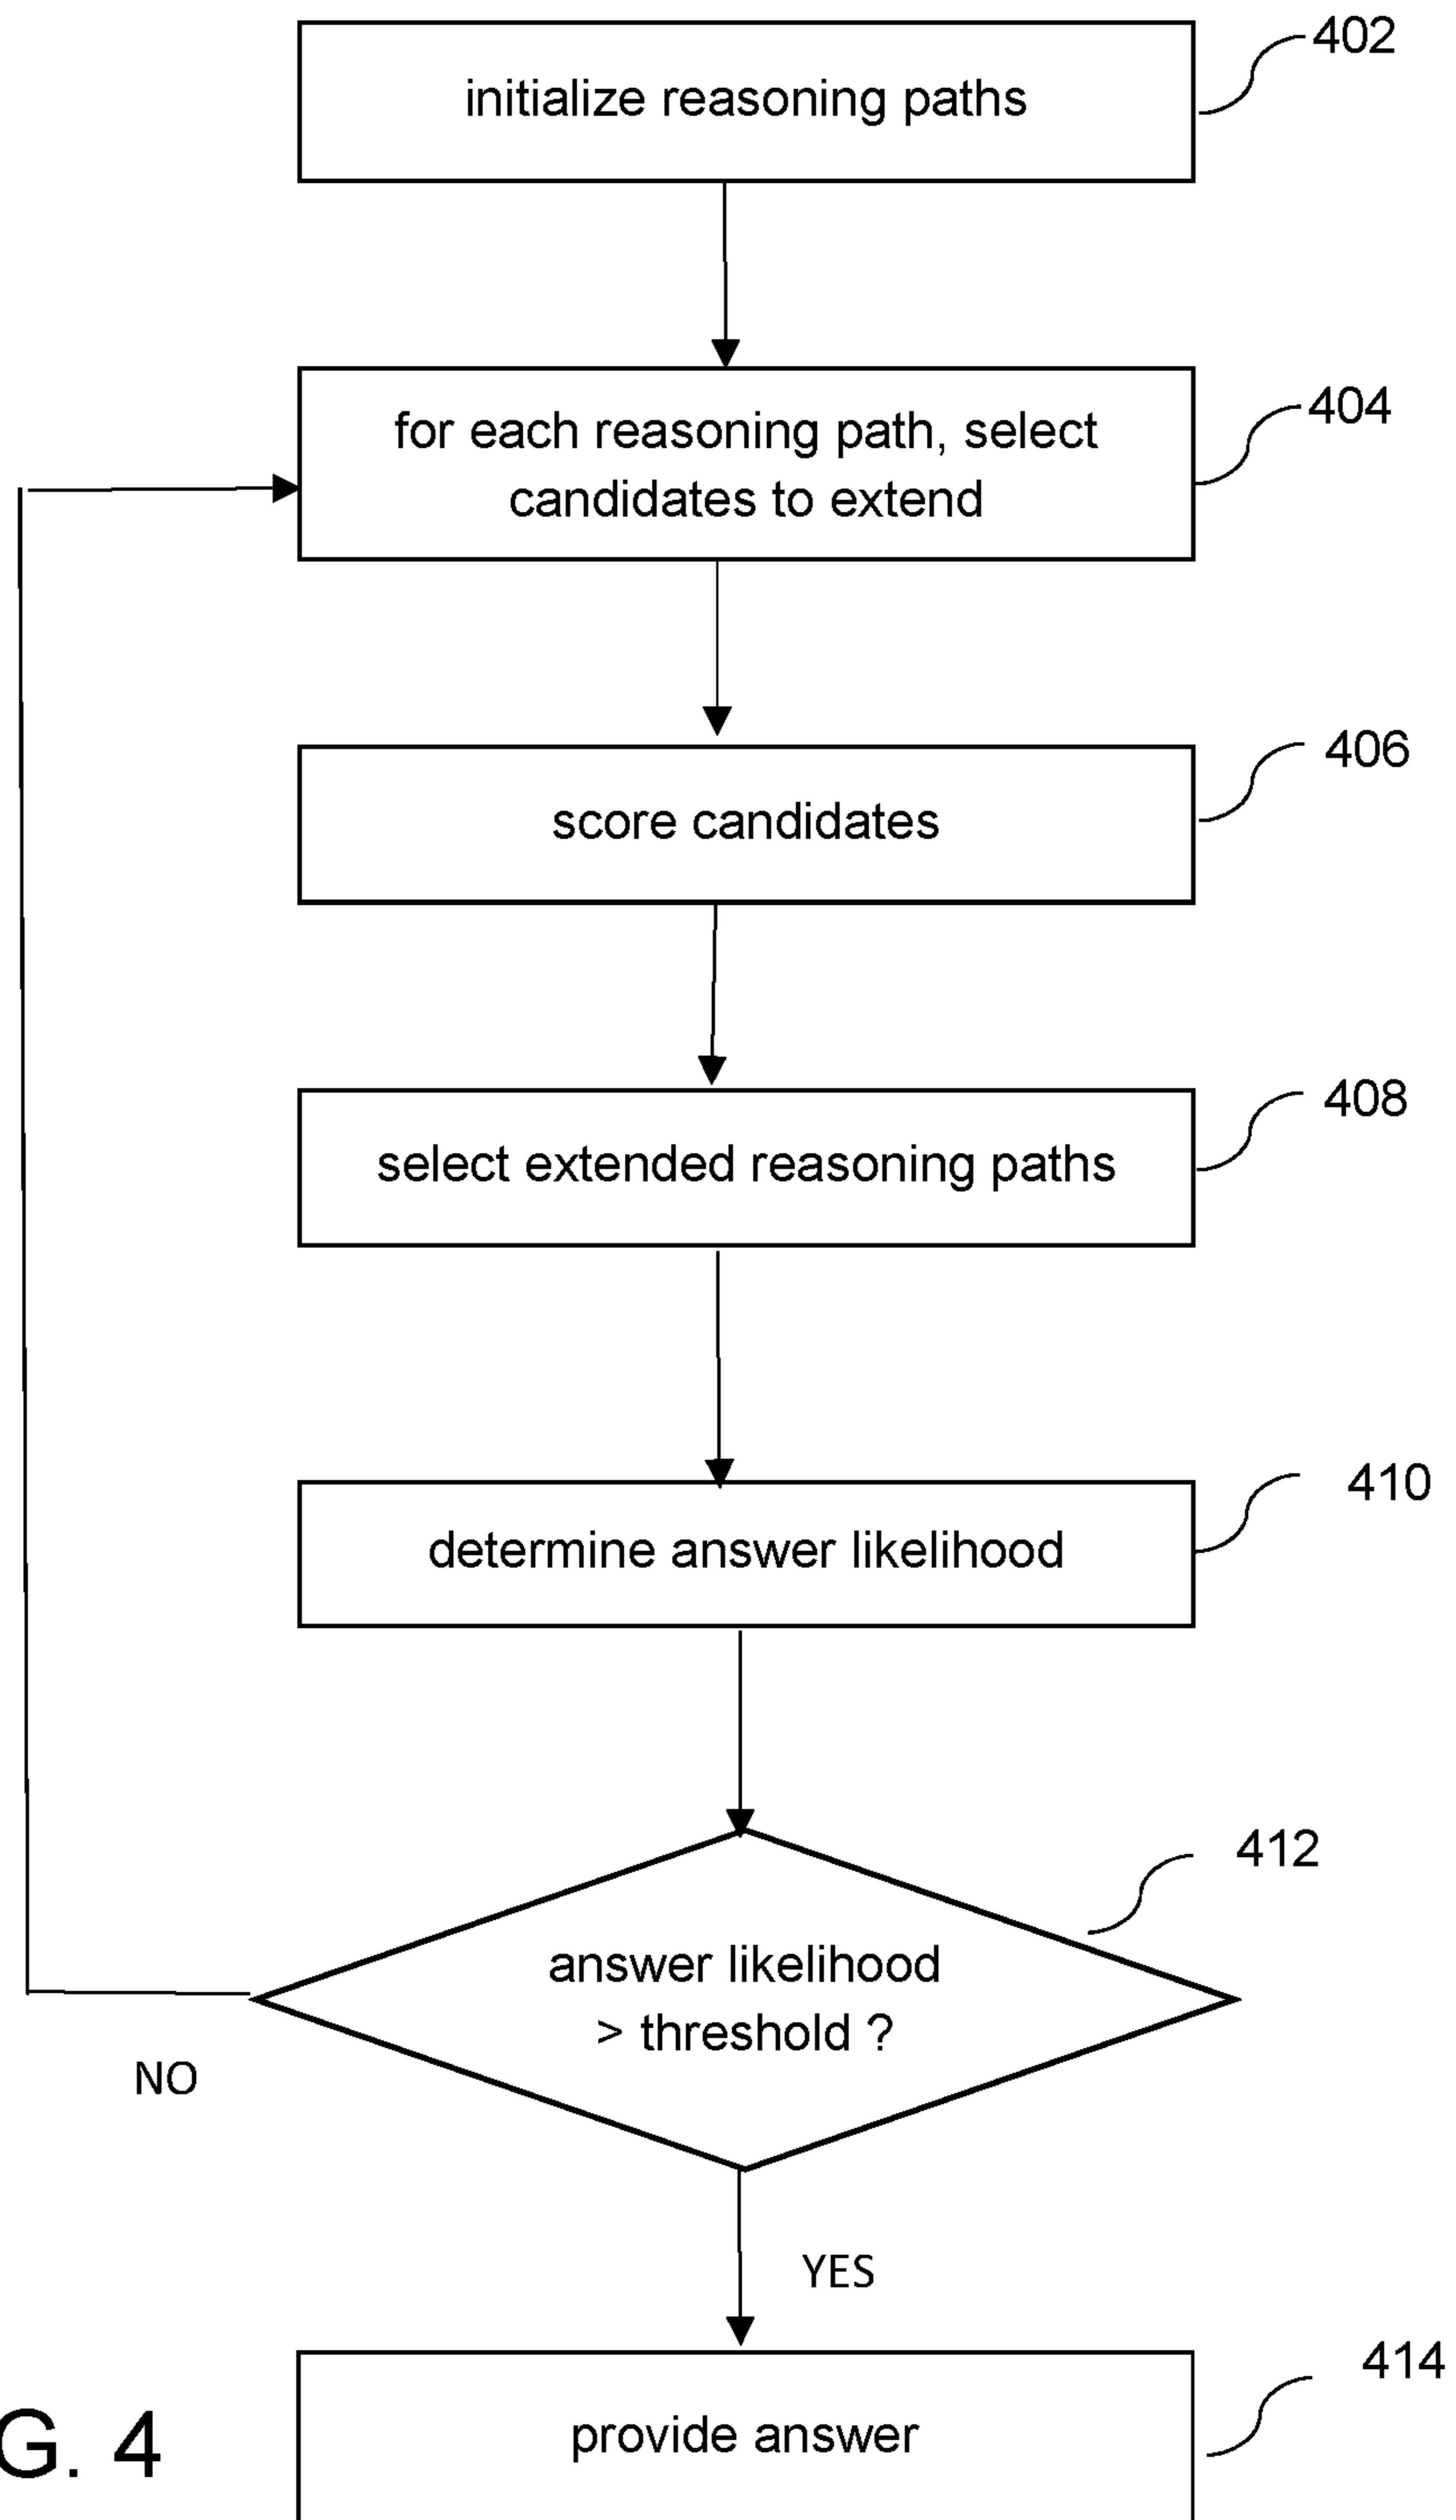 402
initialize reasoning paths
404
for each reasoning path, select
candidates to extend
406
score candidates
408
select extended reasoning paths
410
determine answer likelihood
412
answer likelihood
> threshold ?
NO
YES
414
provide answer
G. 4